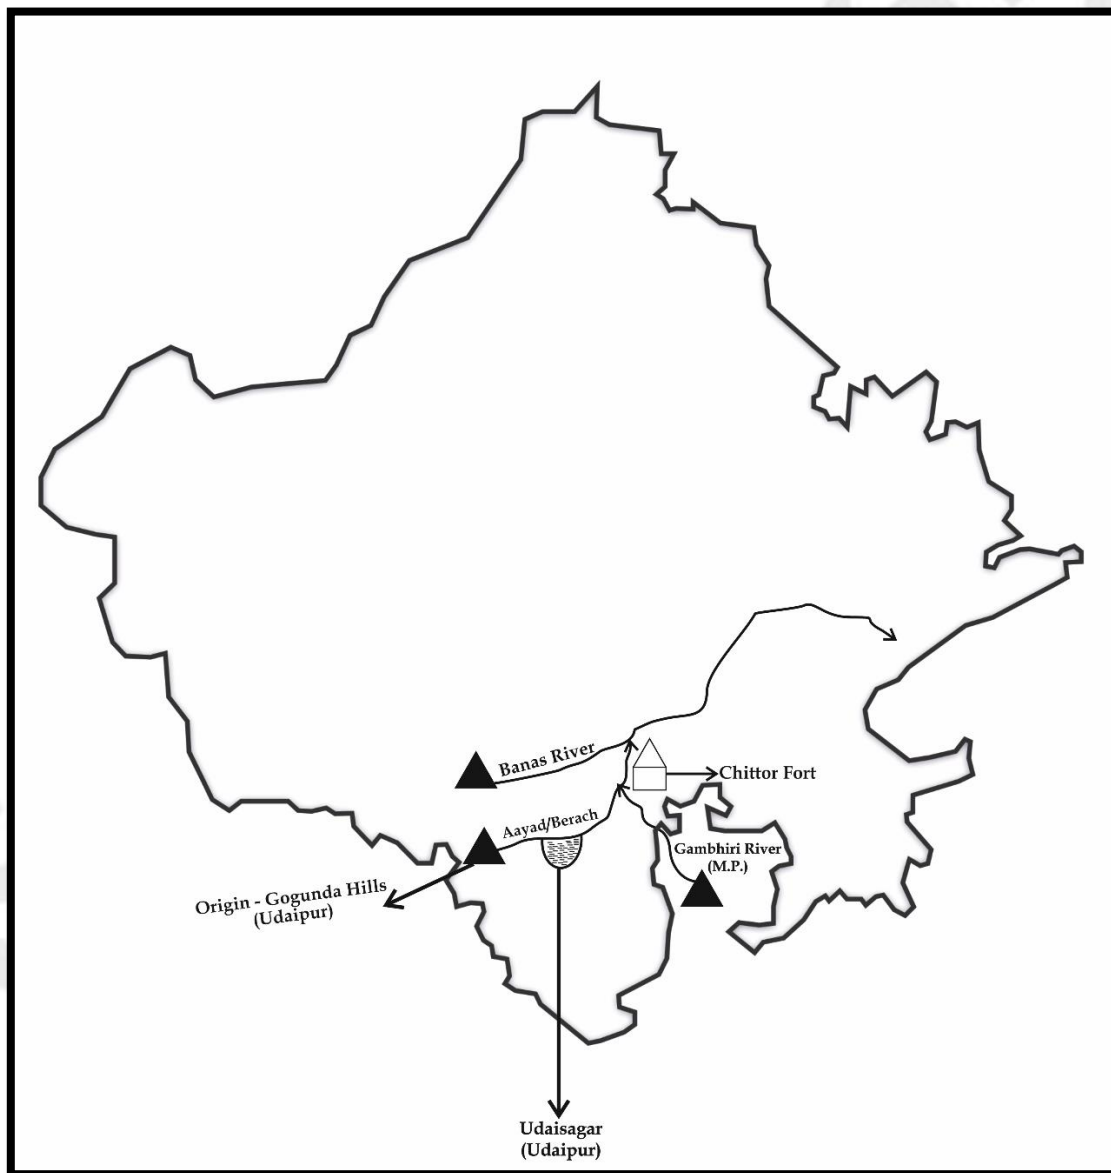 Banas River
Chittor Fort
Aayad/Berach
Gambhiri River
(M.P.)
Origin - Gogunda Hills
(Udaipur)
Udaisagar
(Udaipur)